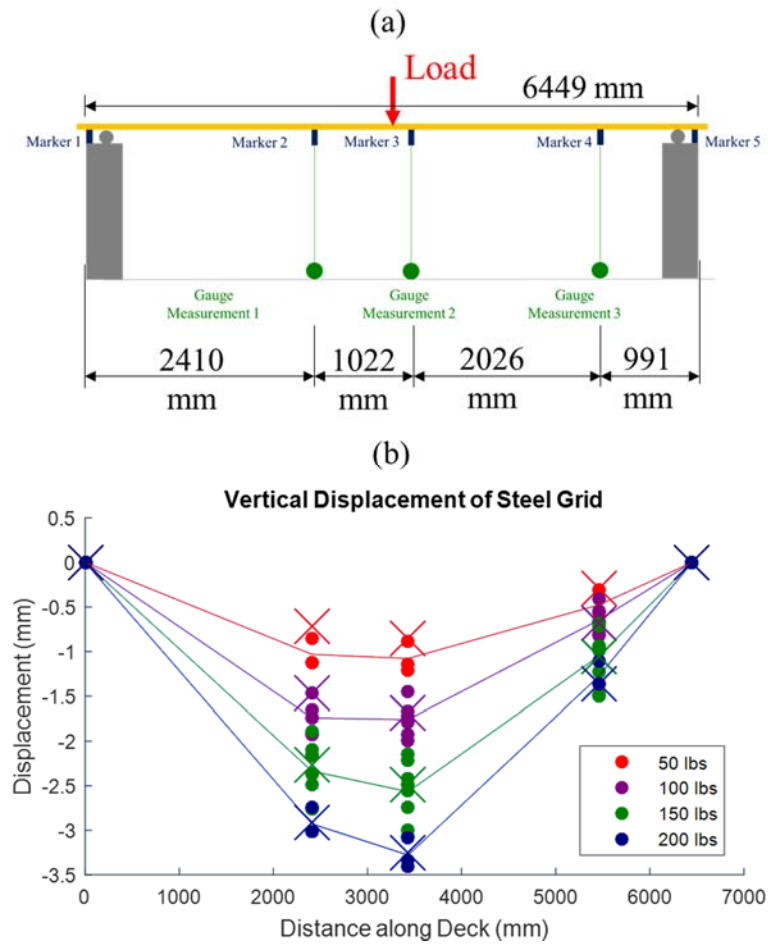 (a)
Load
6449 mm
Marker 1
Marker 2
Marker 3
Marker 4
Marker 5
Gauge
Measurement 1
Gauge
Measurement 2
Gauge
Measurement 3
2410
mm
1022
mm
2026
mm
991
mm
(b)
Vertical Displacement of Steel Grid
Displacement (mm)
0.5
0
-0.5
-1
-1.5
-2
-2.5
-3
-3.5
50 lbs
100 lbs
150 lbs
200 lbs
0
1000
2000
3000
4000
5000
6000
7000
Distance along Deck (mm)